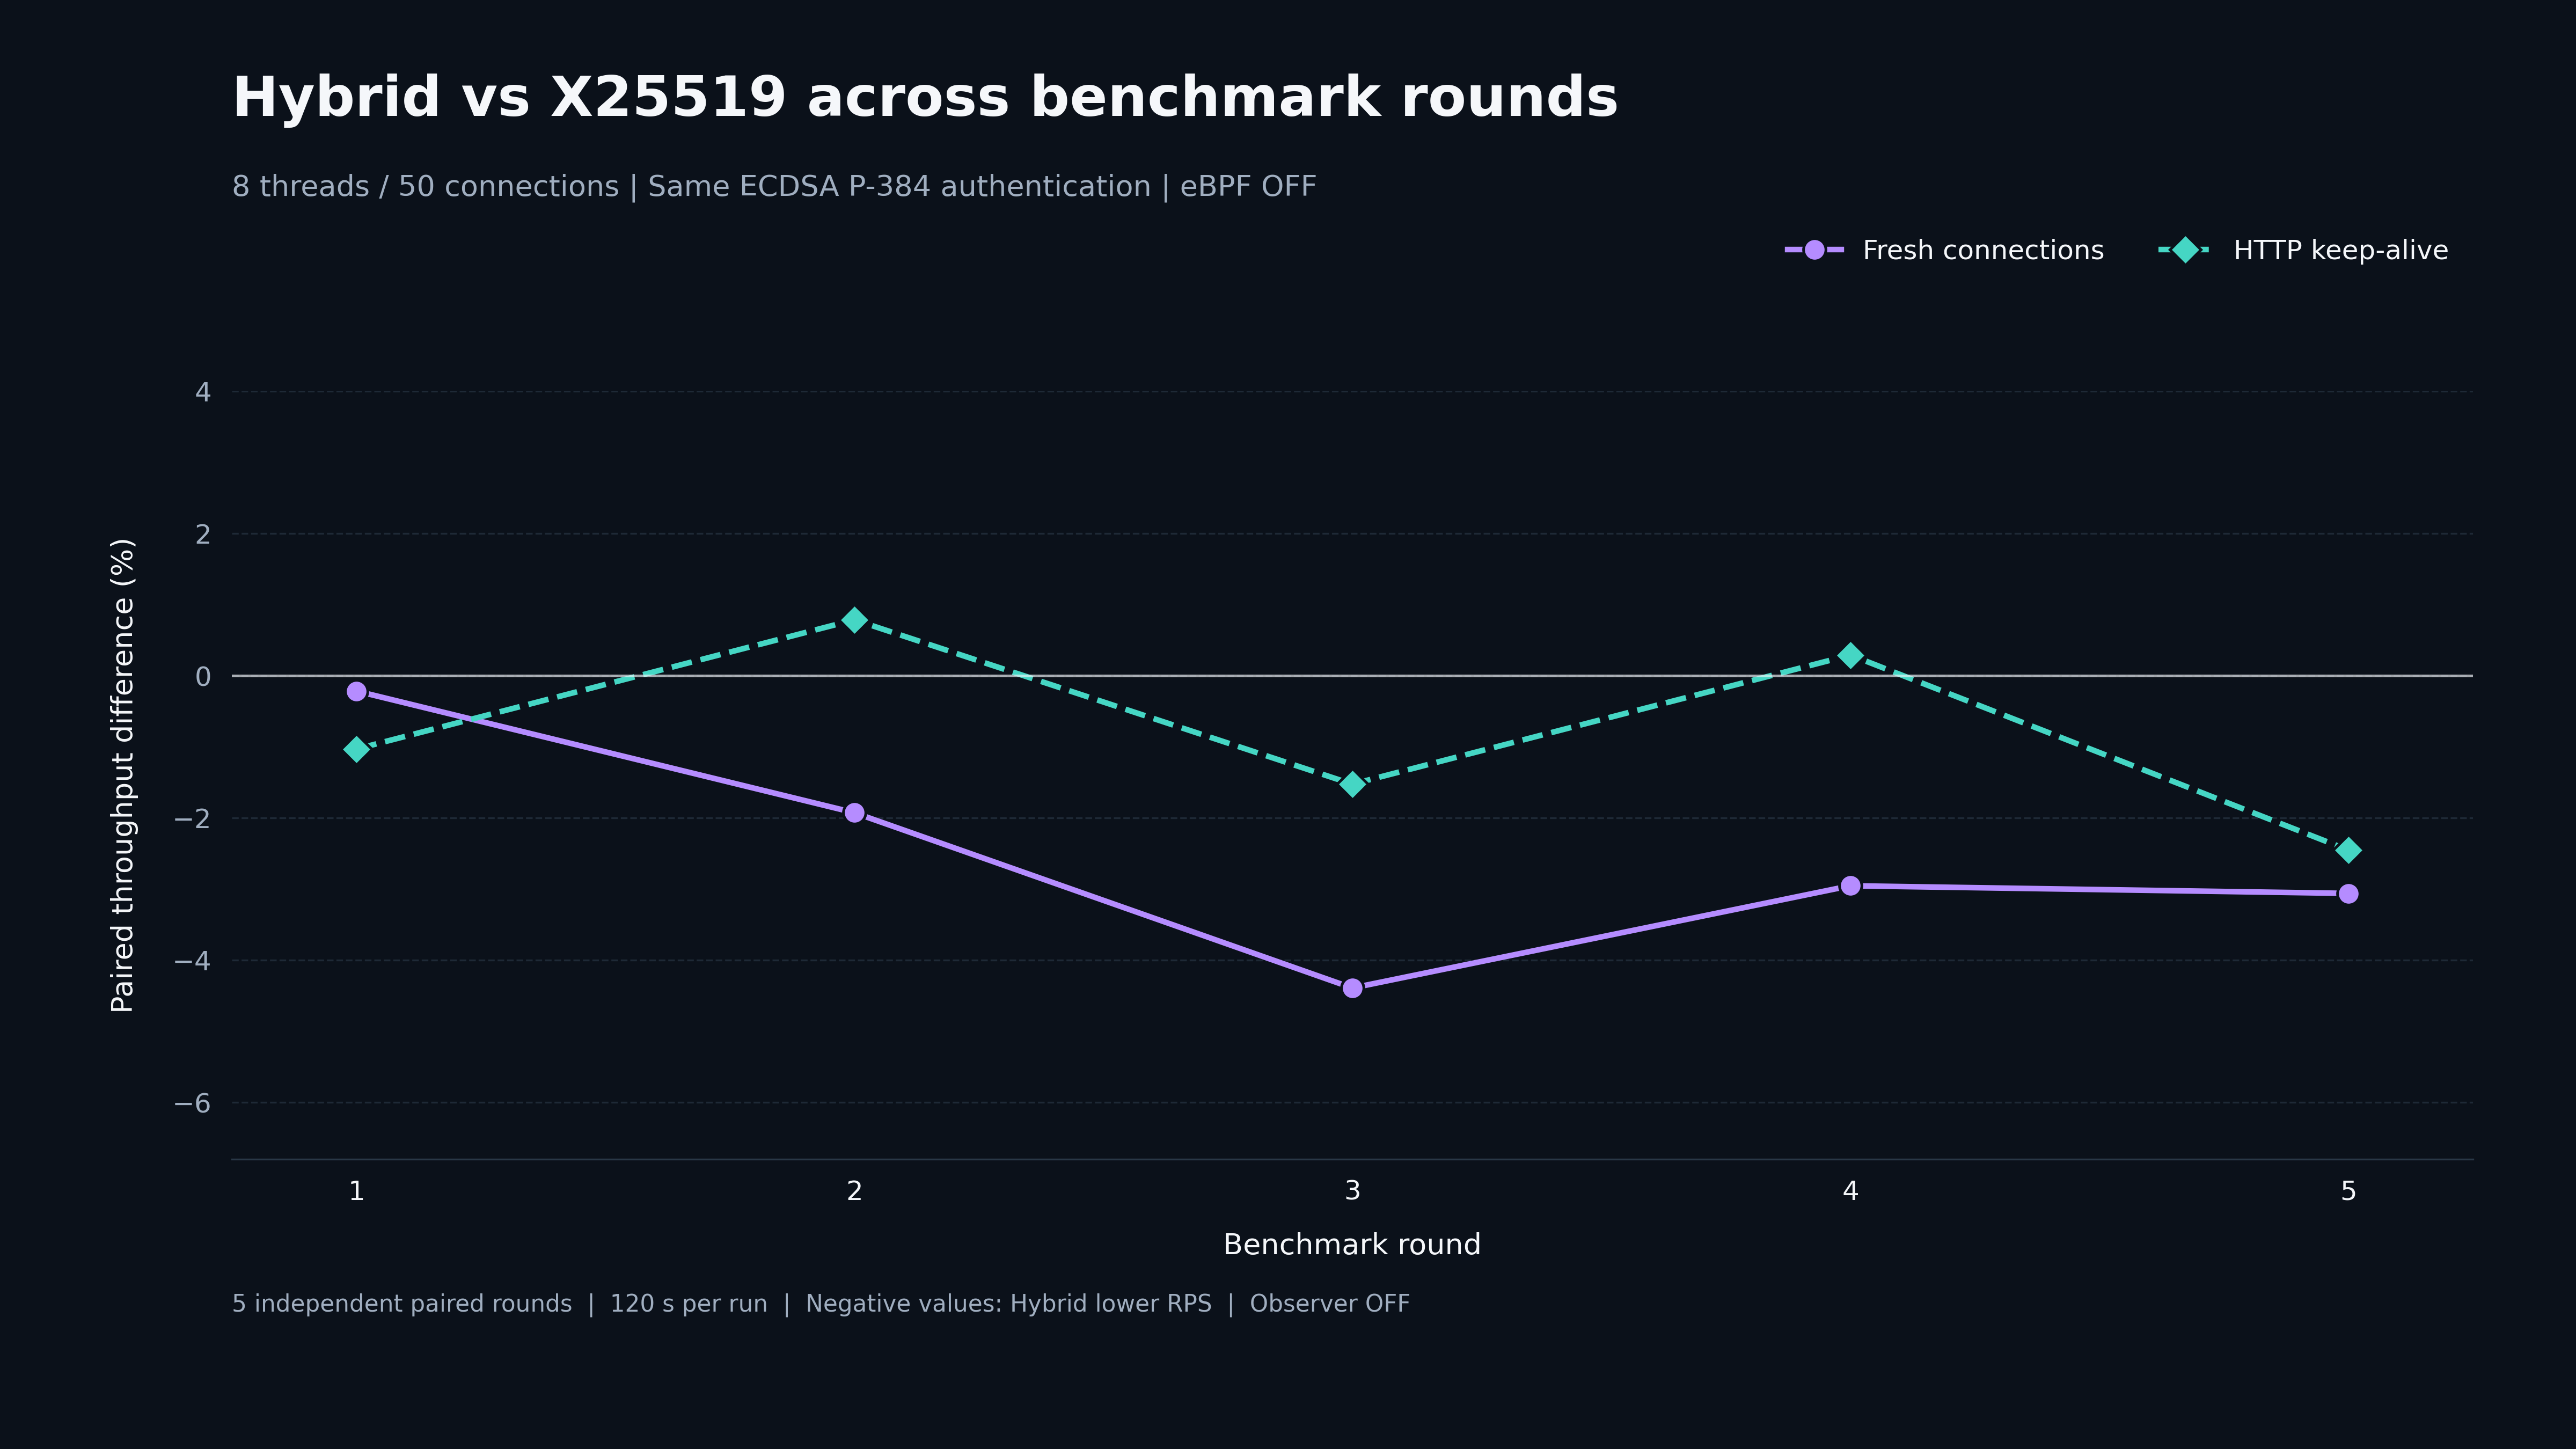 Hybrid vs X25519 across benchmark rounds
8 threads / 50 connections | Same ECDSA P-384 authentication | eBPF OFF
Fresh connections
HTTP keep-alive
Paired throughput difference (%)
4
2
0
−2
−4
−6
1
2
3
4
5
Benchmark round
5 independent paired rounds | 120 s per run | Negative values: Hybrid lower RPS | Observer OFF